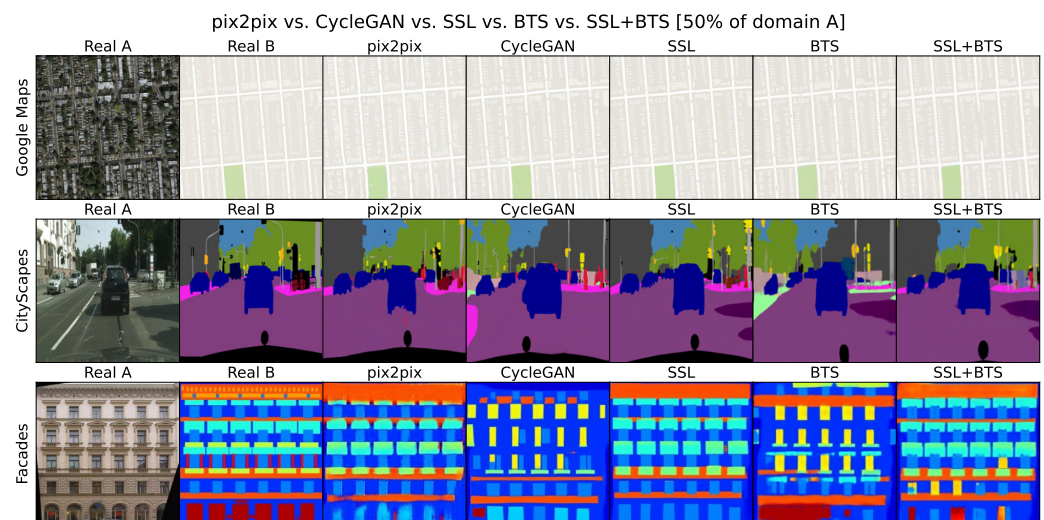 pix2pix vs. CycleGAN vs. SSL vs. BTS vs. SSL+BTS [50% of domain A]
Real A Real B pix2pix CycleGAN SSL BTS SSL+BTS
Google Maps
Real A Real B pix2pix CycleGAN SSL BTS SSL+BTS
CityScapes
Real A Real B pix2pix CycleGAN SSL BTS SSL+BTS
Facades